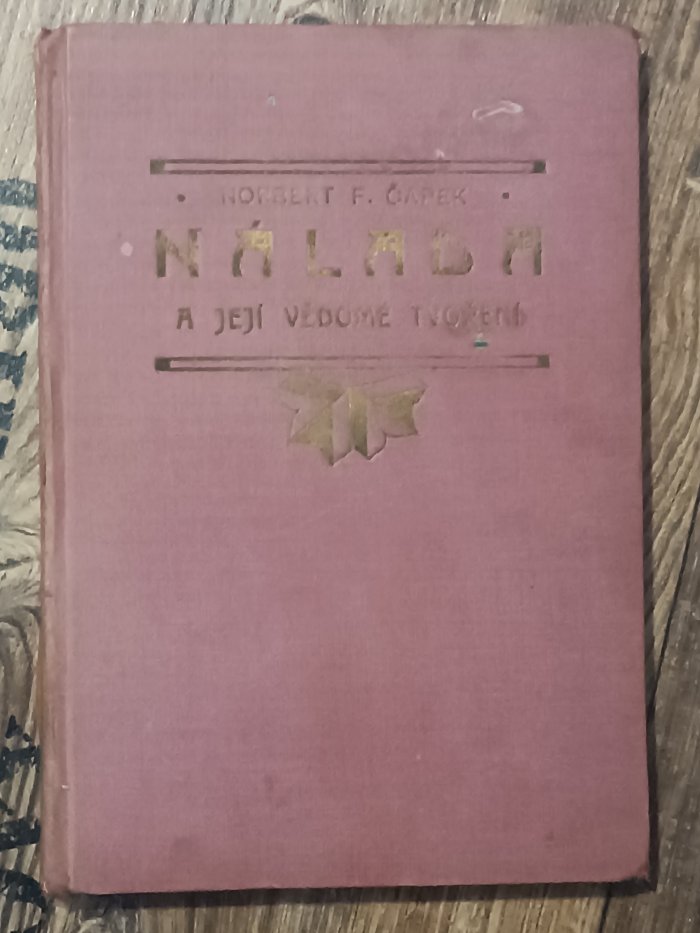 • NORBERT F. ČAPEK •
NÁLADA
A JEJÍ VĚDOMÉ TVOŘENÍ